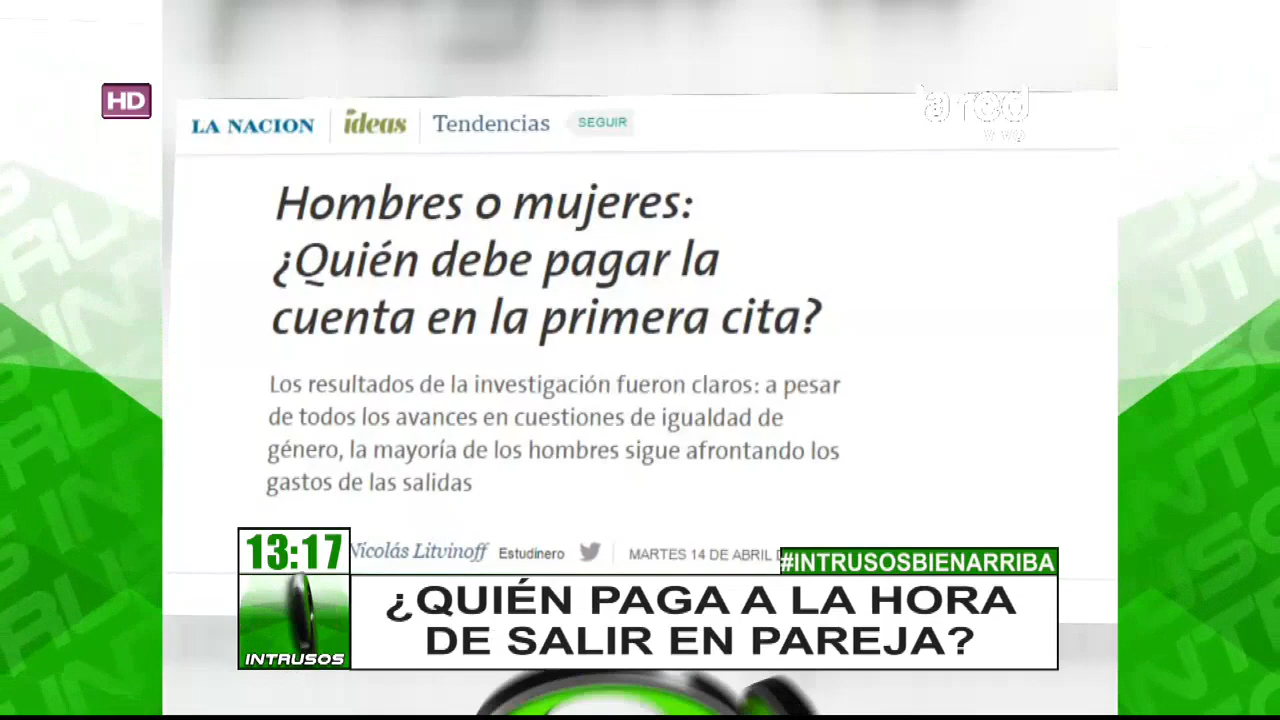 HD
la red
vivo
LA NACION ideas Tendencias SEGUIR
Hombres o mujeres:
¿Quién debe pagar la
cuenta en la primera cita?
Los resultados de la investigación fueron claros: a pesar
de todos los avances en cuestiones de igualdad de
género, la mayoría de los hombres sigue afrontando los
gastos de las salidas
Nicolás Litvinoff Estudinero MARTES 14 DE ABRIL
13:17
#INTRUSOSBIENARRIBA
¿QUIÉN PAGA A LA HORA
DE SALIR EN PAREJA?
INTRUSOS